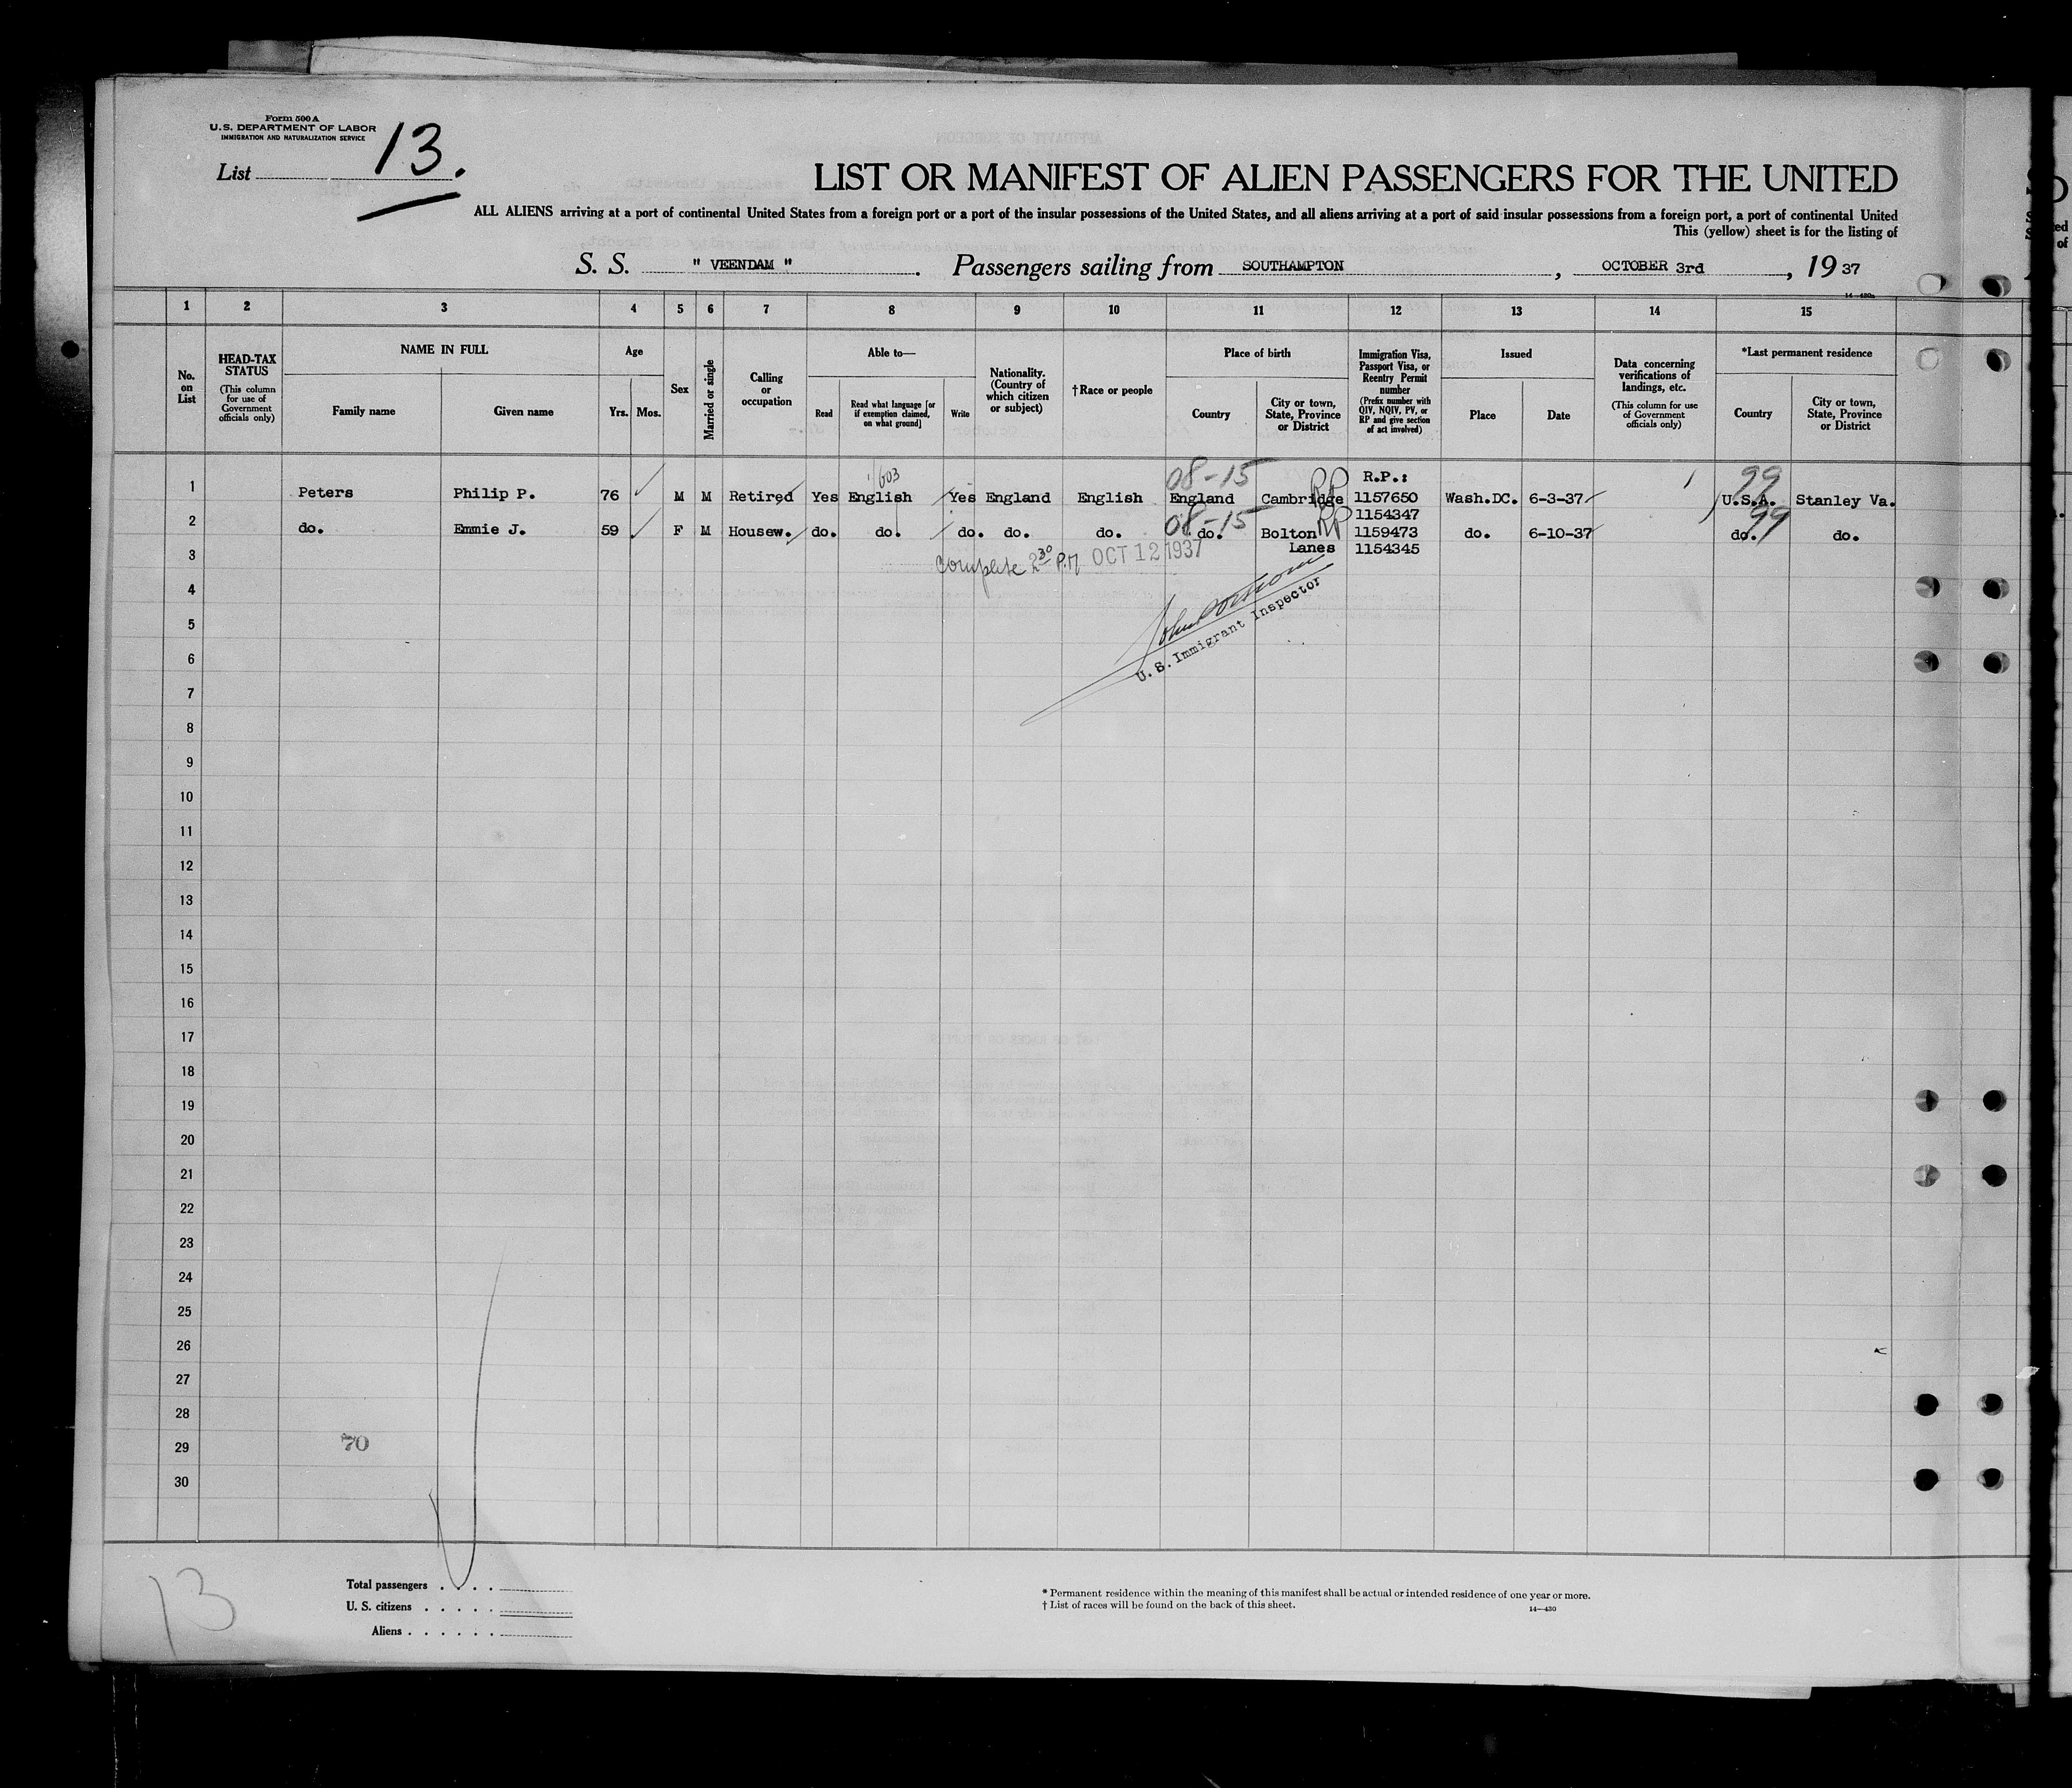 Form 500 A
U.S. DEPARTMENT OF LABOR
IMMIGRATION AND NATURALIZATION SERVICE
List 13.
LIST OR MANIFEST OF ALIEN PASSENGERS FOR THE UNITED
ALL ALIENS arriving at a port of continental United States from a foreign port or a port of the insular possessions of the United States, and all aliens arriving at a port of said insular possessions from a foreign port, a port of continental United
This (yellow) sheet is for the listing of
S. S. " VEENDAM " . Passengers sailing from SOUTHAMPTON , OCTOBER 3rd , 19 37
1 2 3 4 5 6 7 8 9 10 11 12 13 14 15
No. on List
HEAD-TAX STATUS
(This column for use of Government officials only)
NAME IN FULL
Family name
Given name
Age
Yrs.
Mos.
Sex
Married or single
Calling or occupation
Able to—
Read
Read what language [or if exemption claimed, on what ground]
Write
Nationality. (Country of which citizen or subject)
†Race or people
Place of birth
Country
City or town, State, Province or District
Immigration Visa, Passport Visa, or Reentry Permit number
(Prefix number with QIV, NQIV, PV, or RP and give section of act involved)
Issued
Place
Date
Data concerning verifications of landings, etc.
(This column for use of Government officials only)
*Last permanent residence
Country
City or town, State, Province or District
603 08-15 RP R.P.: 99
1 Peters Philip P. 76 M M Retired Yes English Yes England English England Cambridge 1157650 Wash.DC. 6-3-37 U.S.A. Stanley Va.
08-15 RP 1154347 99
2 do. Emmie J. 59 F M Housew. do. do. do. do. do. do. Bolton 1159473 do. 6-10-37 do. do.
3 Lanes 1154345
Complete 2 30 P.M OCT 12 1937
4
5
U. S. Immigrant Inspector
6
7
8
9
10
11
12
13
14
15
16
17
18
19
20
21
22
23
24
25
26
27
28
29 70
30
13
Total passengers . . . .
U. S. citizens . . . . .
Aliens . . . . . .
* Permanent residence within the meaning of this manifest shall be actual or intended residence of one year or more.
† List of races will be found on the back of this sheet.
14—430